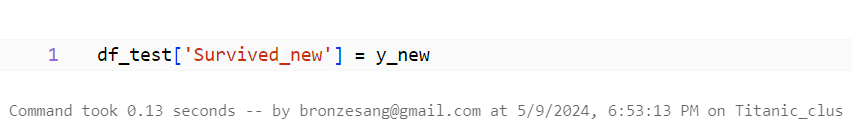 1 df_test['Survived_new'] = y_new
Command took 0.13 seconds -- by bronzesang@gmail.com at 5/9/2024, 6:53:13 PM on Titanic_clus